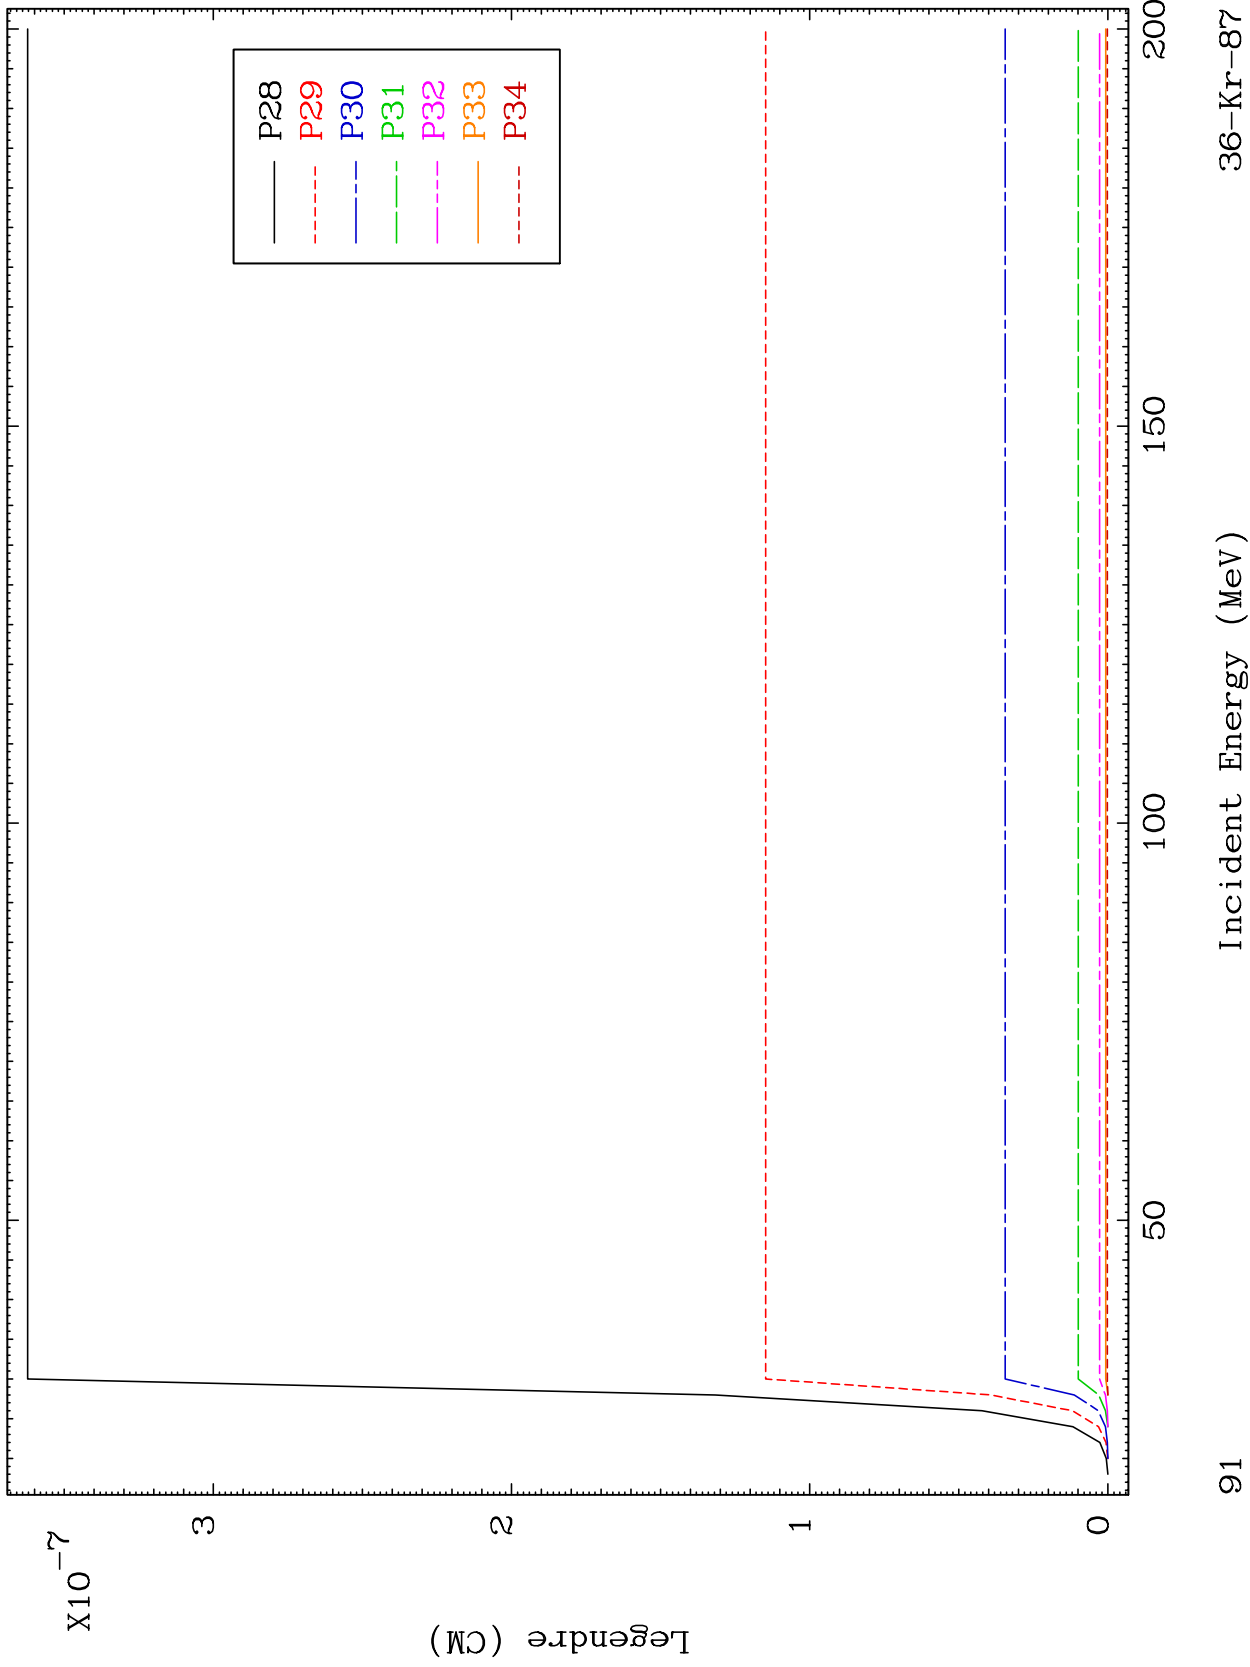 X10^-7
3
2
1
0
Legendre (CM)
P28
P29
P30
P31
P32
P33
P34
50
100
150
200
Incident Energy (MeV)
91
36-Kr-87